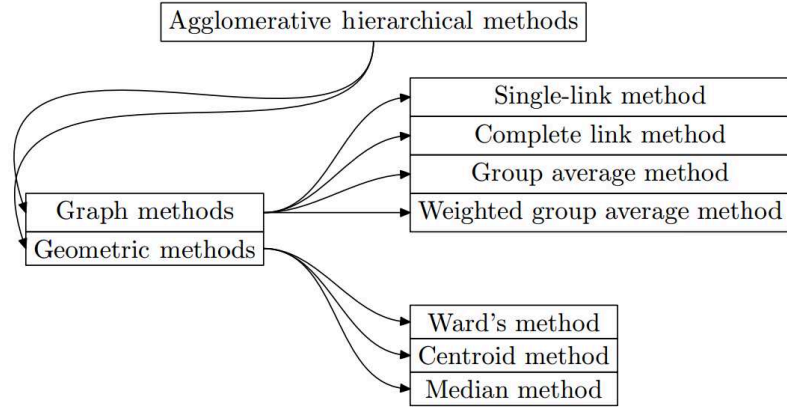 Agglomerative hierarchical methods
Single-link method
Complete link method
Group average method
Weighted group average method
Graph methods
Geometric methods
Ward's method
Centroid method
Median method